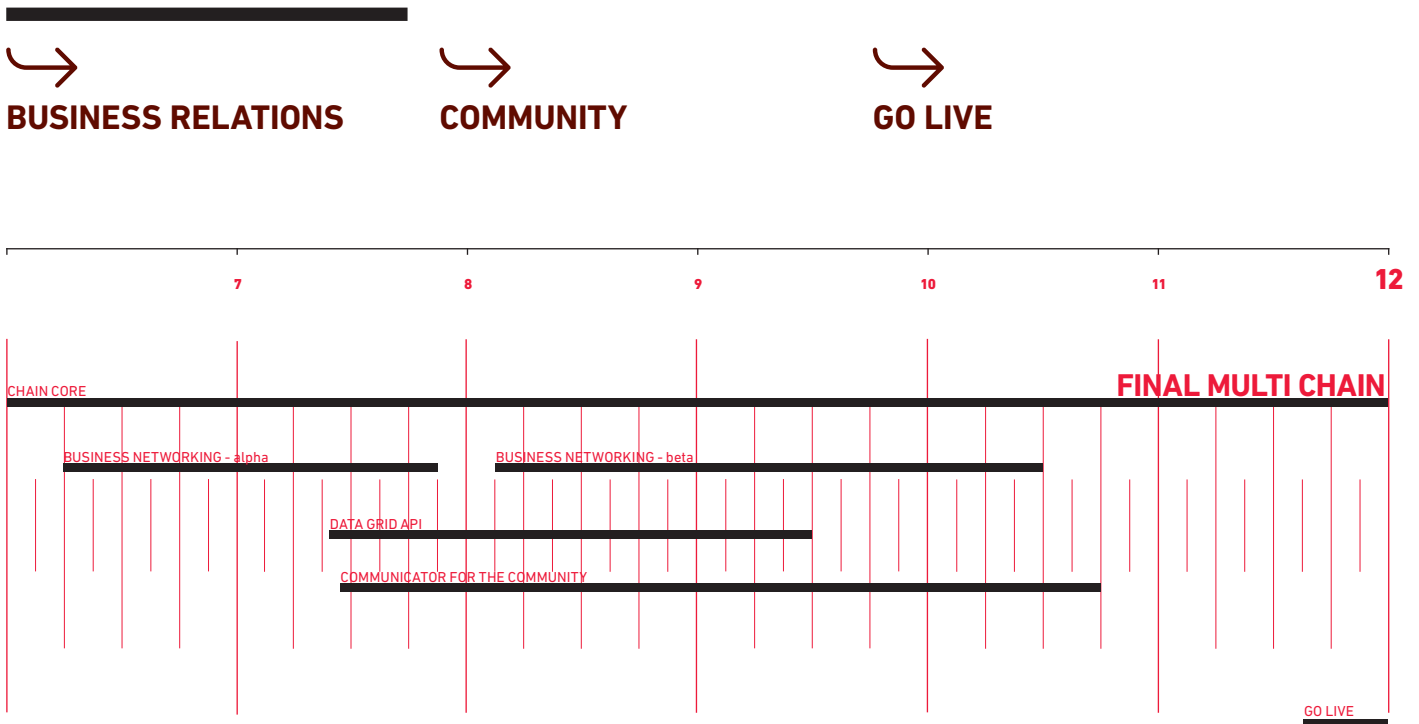 BUSINESS RELATIONS
COMMUNITY
GO LIVE
7
8
9
10
11
12
CHAIN CORE
FINAL MULTI CHAIN
BUSINESS NETWORKING - alpha
BUSINESS NETWORKING - beta
DATA GRID API
COMMUNICATOR FOR THE COMMUNITY
GO LIVE